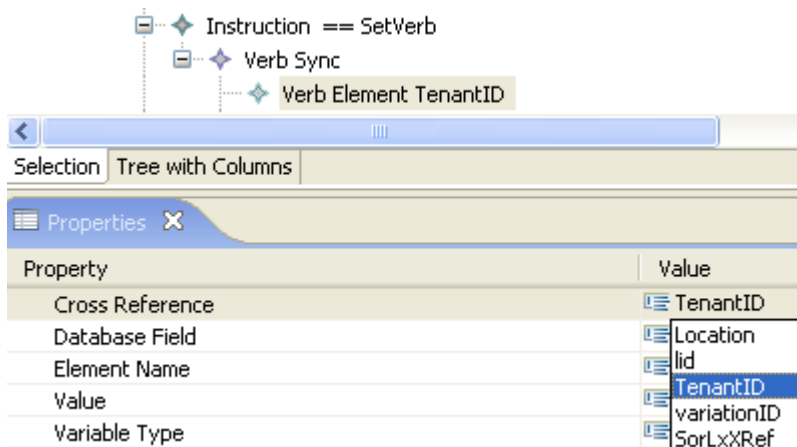 Instruction == SetVerb
Verb Sync
Verb Element TenantID
Selection Tree with Columns
Properties
Property Value
Cross Reference TenantID
Database Field Location
Element Name lid
TenantID
Value variationID
Variable Type SorLxXRef